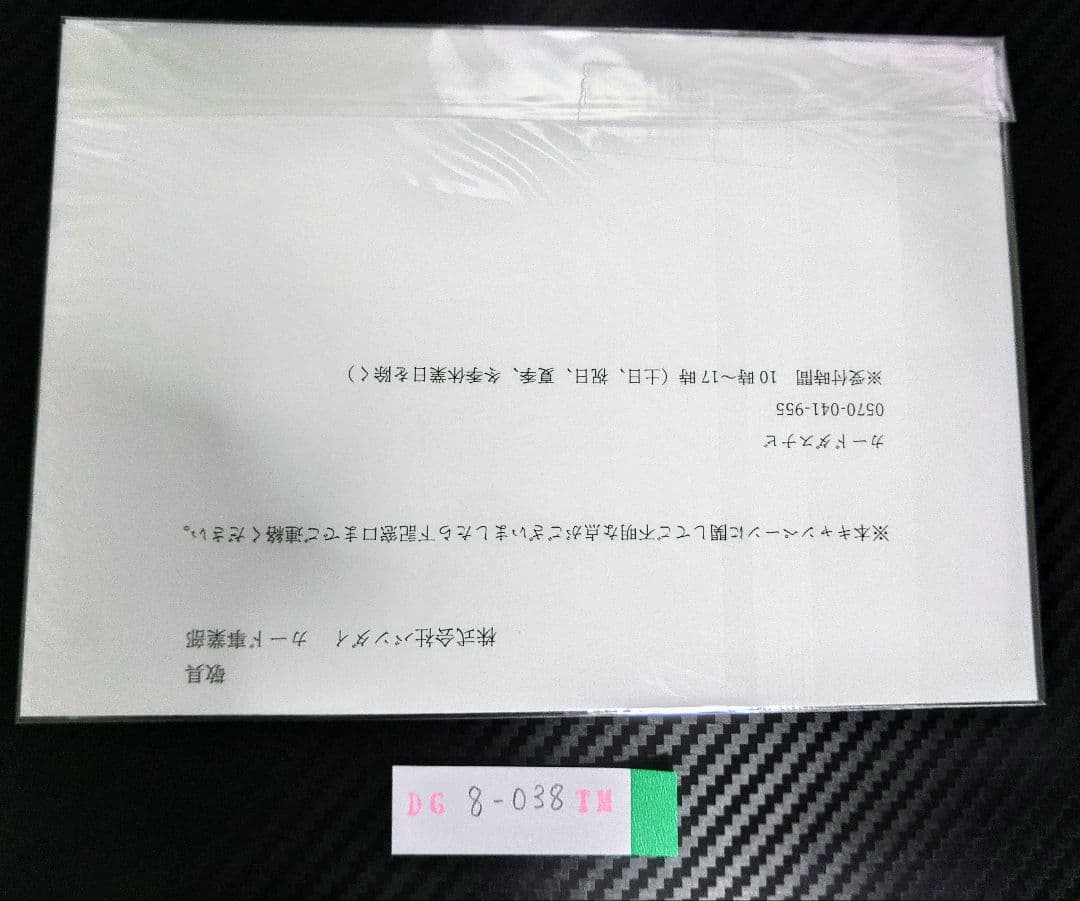 敬具
株式会社バンダイ　カード事業部
※本キャンペーンに関してご不明な点がございましたら下記窓口までご連絡ください。
カードダスナビ
0570-041-955
※受付時間　10時～17時（土日、祝日、夏季、冬季休業日を除く）
DG 8-038 TM